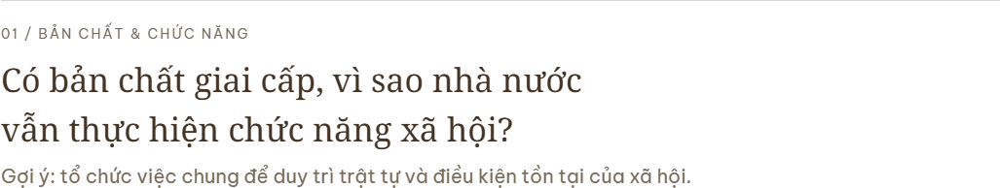 01 / BẢN CHẤT & CHỨC NĂNG
Có bản chất giai cấp, vì sao nhà nước
vẫn thực hiện chức năng xã hội?
Gợi ý: tổ chức việc chung để duy trì trật tự và điều kiện tồn tại của xã hội.